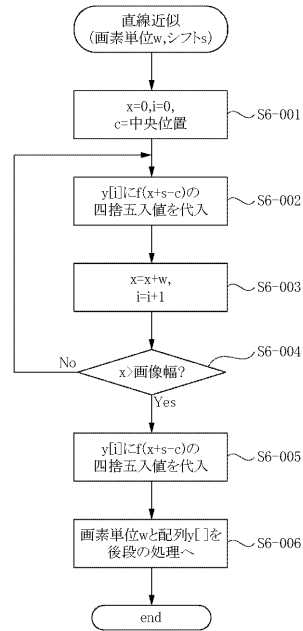 直線近似
(画素単位w,シフトs)
x=0,i=0,
c=中央位置
S6-001
y[i]にf(x+s-c)の
四捨五入値を代入
S6-002
x=x+w,
i=i+1
S6-003
S6-004
No
x>画像幅?
Yes
y[i]にf(x+s-c)の
四捨五入値を代入
S6-005
画素単位wと配列y[ ]を
後段の処理へ
S6-006
end